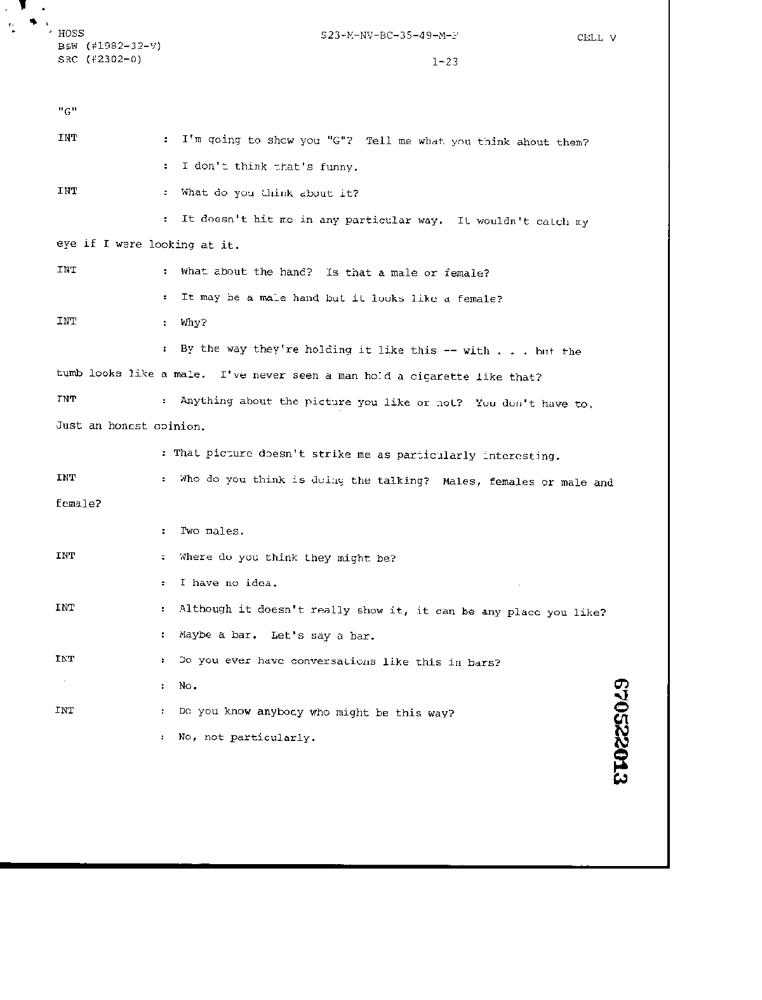 HOSS S23-M-NV-BC-35-49-M-F CELL V
B&W (#1982-32-V)
SRC (#2302-0) 1-23
"G"
INT : I'm going to show you "G"? Tell me what you think about them?
: I don't think that's funny.
INT : What do you think about it?
: It doesn't hit me in any particular way. It wouldn't catch my
eye if I were looking at it.
INT : What about the hand? Is that a male or female?
: It may be a male hand but it looks like a female?
INT : Why?
: By the way they're holding it like this -- with . . . but the
tumb looks like a male. I've never seen a man hold a cigarette like that?
INT : Anything about the picture you like or not? You don't have to.
Just an honest opinion.
: That picture doesn't strike me as particularly interesting.
INT : Who do you think is doing the talking? Males, females or male and
female?
: Two males.
INT : Where do you think they might be?
: I have no idea.
INT : Although it doesn't really show it, it can be any place you like?
: Maybe a bar. Let's say a bar.
INT : Do you ever have conversations like this in bars?
: No.
INT : Do you know anybody who might be this way?
: No, not particularly.
670522013